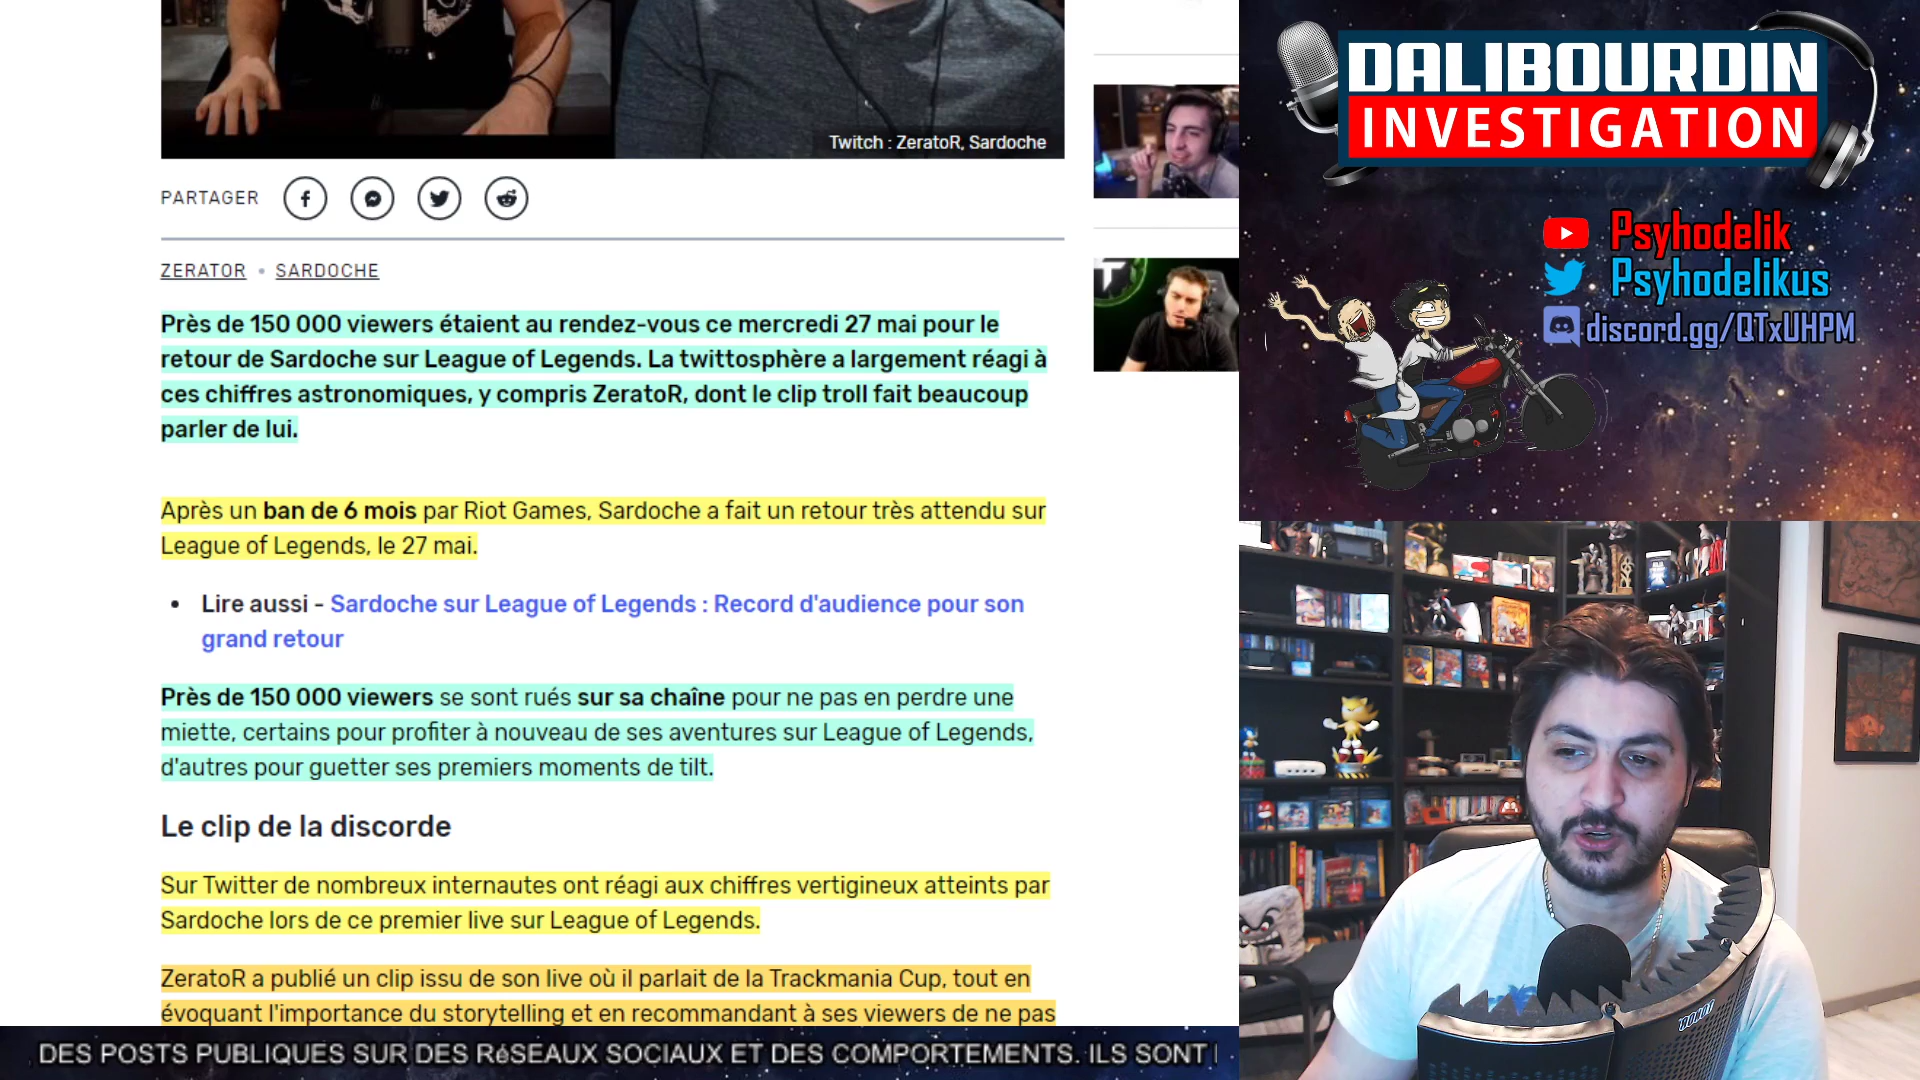 Twitch : ZeratoR, Sardoche
PARTAGER
ZERATOR • SARDOCHE
Près de 150 000 viewers étaient au rendez-vous ce mercredi 27 mai pour le
retour de Sardoche sur League of Legends. La twittosphère a largement réagi à
ces chiffres astronomiques, y compris ZeratoR, dont le clip troll fait beaucoup
parler de lui.
Après un ban de 6 mois par Riot Games, Sardoche a fait un retour très attendu sur
League of Legends, le 27 mai.
• Lire aussi - Sardoche sur League of Legends : Record d'audience pour son
grand retour
Près de 150 000 viewers se sont rués sur sa chaîne pour ne pas en perdre une
miette, certains pour profiter à nouveau de ses aventures sur League of Legends,
d'autres pour guetter ses premiers moments de tilt.
Le clip de la discorde
Sur Twitter de nombreux internautes ont réagi aux chiffres vertigineux atteints par
Sardoche lors de ce premier live sur League of Legends.
ZeratoR a publié un clip issu de son live où il parlait de la Trackmania Cup, tout en
évoquant l'importance du storytelling et en recommandant à ses viewers de ne pas
DES POSTS PUBLIQUES SUR DES RéSEAUX SOCIAUX ET DES COMPORTEMENTS. ILS SONT
DALIBOURDIN
INVESTIGATION
Psyhodelik
Psyhodelikus
discord.gg/QTxUHPM